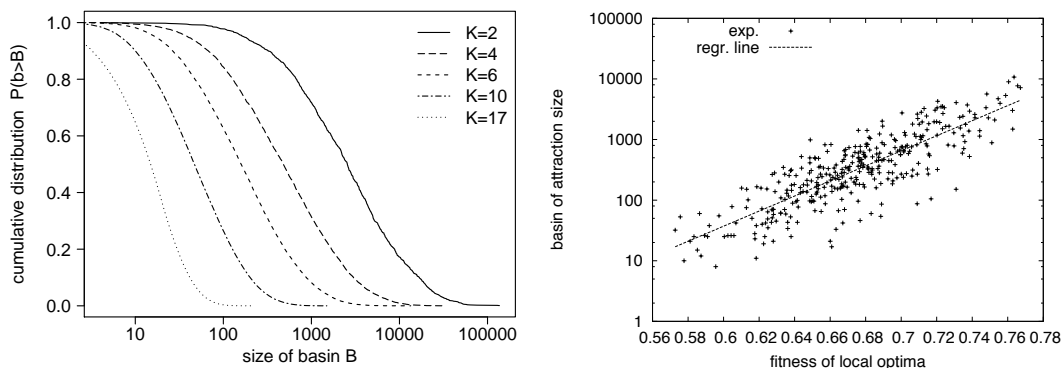 cumulative distribution P(b>B)
1.0
0.8
0.6
0.4
0.2
0.0
K=2
K=4
K=6
K=10
K=17
10 100 1000 10000 100000
size of basin B
basin of attraction size
100000
10000
1000
100
10
1
exp.
regr. line
0.56 0.58 0.6 0.62 0.64 0.66 0.68 0.7 0.72 0.74 0.76 0.78
fitness of local optima